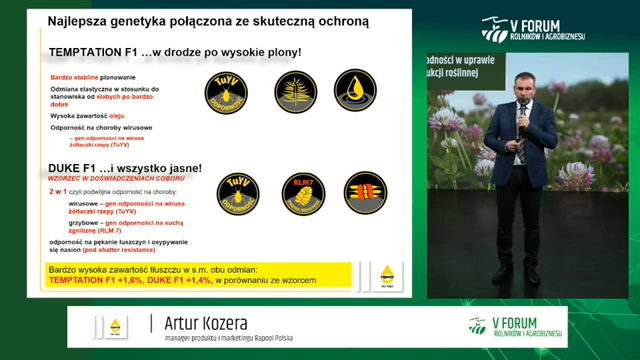 Najlepsza genetyka połączona ze skuteczną ochroną
TEMPTATION F1 …w drodze po wysokie plony!
Bardzo stabilne plonowanie
Odmiana elastyczna w stosunku do
stanowiska od słabych po bardzo
dobre
Wysoka zawartość oleju
Odporność na choroby wirusowe
– gen odporności na wirusa
żółtaczki rzepy (TuYV)
TuYV
ODPORNOŚĆ
DUKE F1 …i wszystko jasne!
WZORZEC W DOŚWIADCZENIACH COBORU
2 w 1 czyli podwójna odporność na choroby:
wirusowe – gen odporności na wirusa
żółtaczki rzepy (TuYV)
grzybowe – gen odporności na suchą
zgniliznę (RLM 7)
odporność na pękanie łuszczyn i osypywanie
się nasion (pod shatter resistance)
TuYV
ODPORNOŚĆ
RLM7
Bardzo wysoka zawartość tłuszczu w s.m. obu odmian:
TEMPTATION F1 +1,6%, DUKE F1 +1,4%, w porównaniu ze wzorcem
rapool
V FORUM
ROLNIKÓW I AGROBIZNESU
odności w uprawie
ukcji roślinnej
rapool
Artur Kozera
manager produktu i marketingu Rapool Polska
V FORUM
ROLNIKÓW I AGROBIZNESU